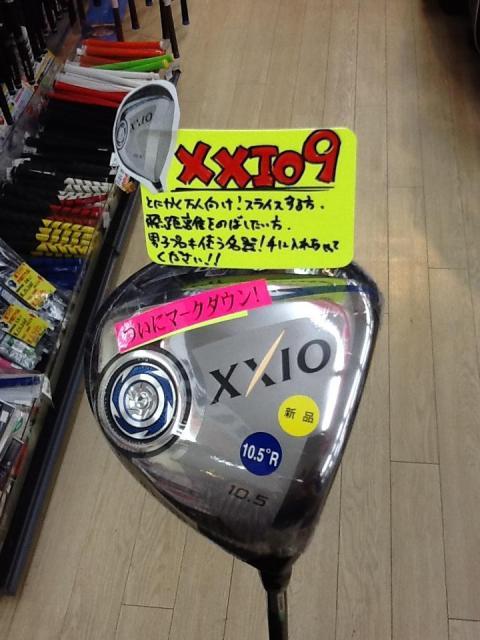 XXIO
XXIO9
とにかく万人向け!スライスする方、
飛距離をのばしたい方、
男子プロも使う名器!手に入れちゃって
ください!!
ついにマークダウン!
XXIO
新品
10.5°R
10.5